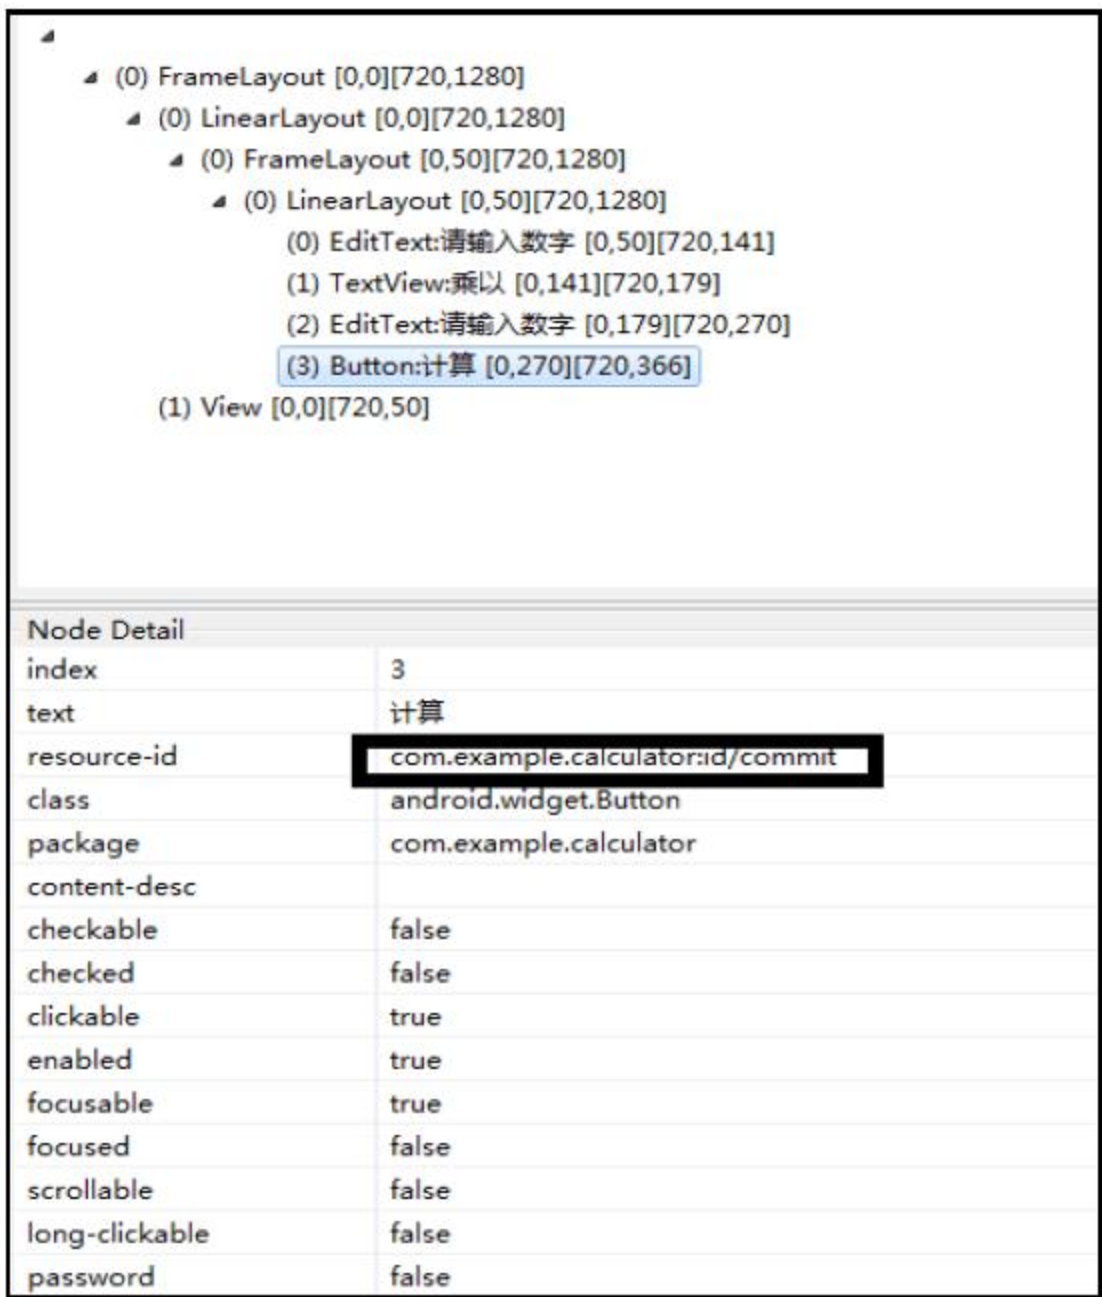 (0) FrameLayout [0,0][720,1280]
(0) LinearLayout [0,0][720,1280]
(0) FrameLayout [0,50][720,1280]
(0) LinearLayout [0,50][720,1280]
(0) EditText:请输入数字 [0,50][720,141]
(1) TextView:乘以 [0,141][720,179]
(2) EditText:请输入数字 [0,179][720,270]
(3) Button:计算 [0,270][720,366]
(1) View [0,0][720,50]
Node Detail
index 3
text 计算
resource-id com.example.calculator:id/commit
class android.widget.Button
package com.example.calculator
content-desc
checkable false
checked false
clickable true
enabled true
focusable true
focused false
scrollable false
long-clickable false
password false